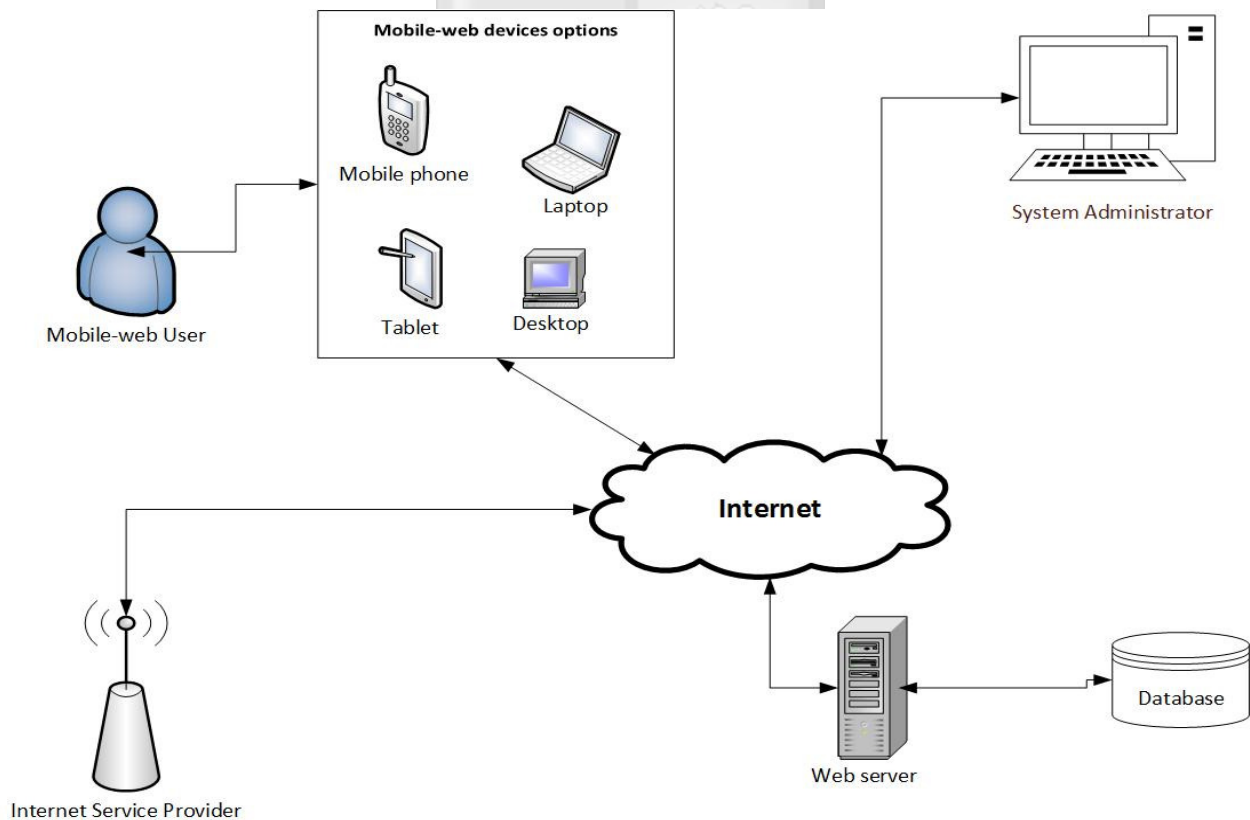 Mobile-web devices options
Mobile phone
Laptop
System Administrator
Tablet
Desktop
Mobile-web User
Internet
Database
Web server
Internet Service Provider